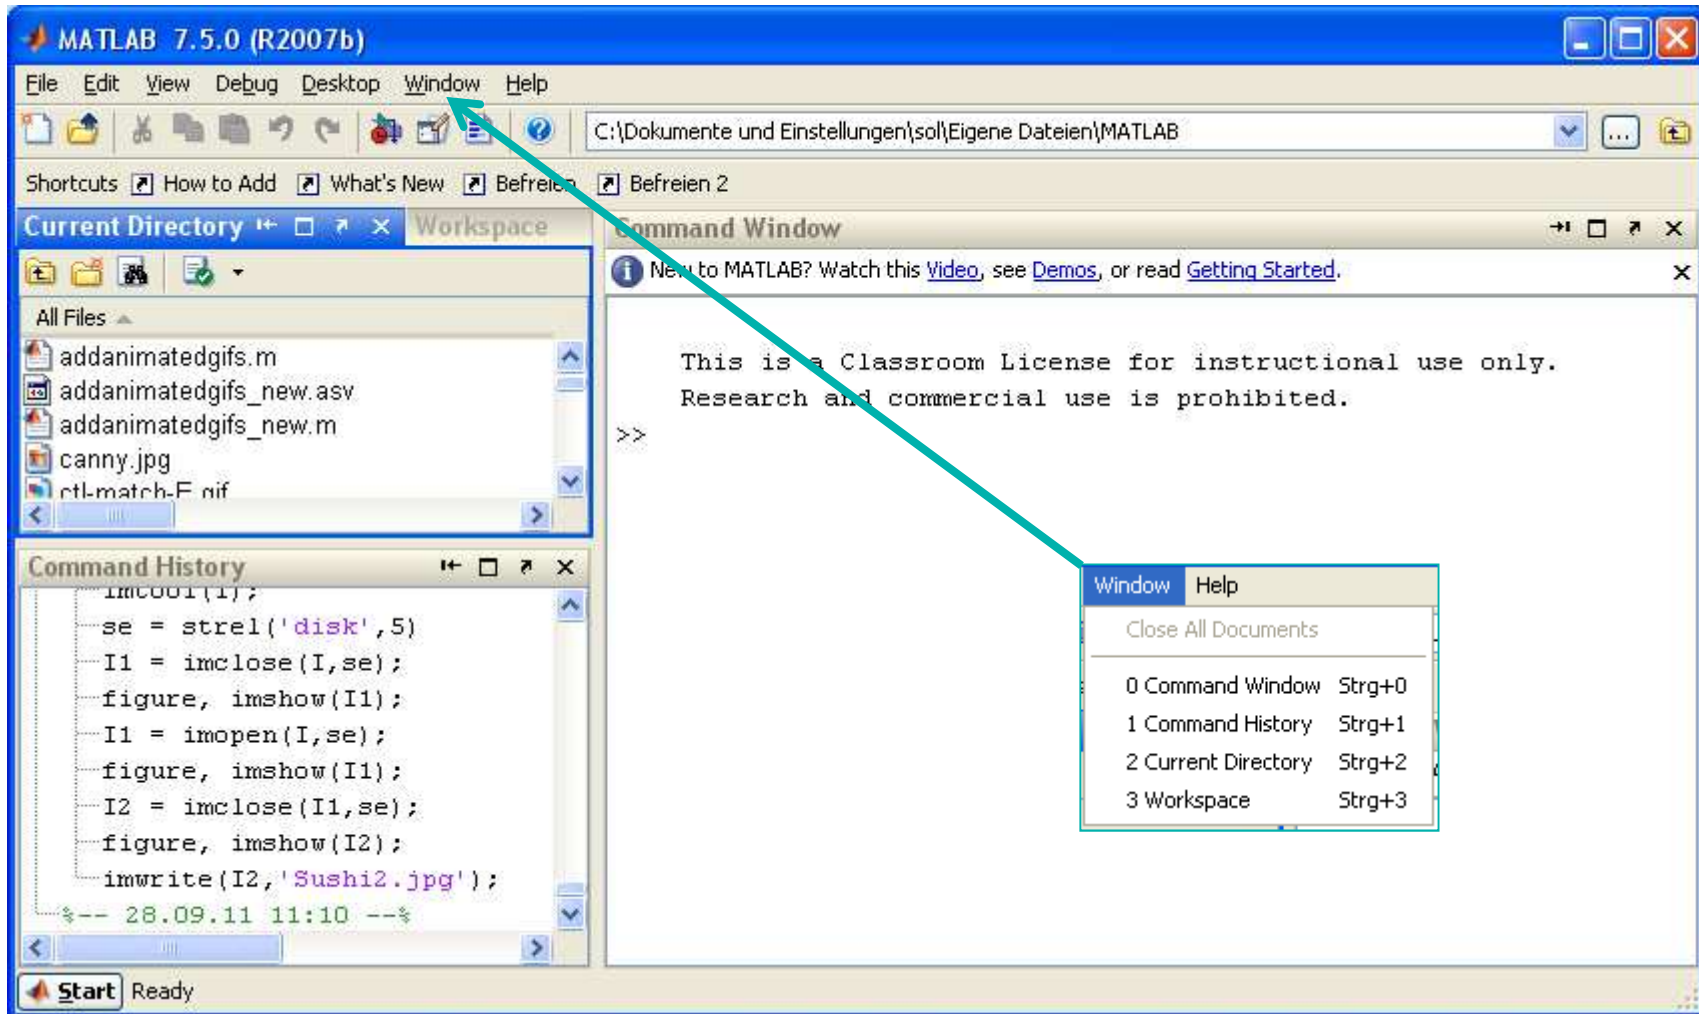 MATLAB 7.5.0 (R2007b)
File Edit View Debug Desktop Window Help
C:\Dokumente und Einstellungen\sol\Eigene Dateien\MATLAB
Shortcuts How to Add What's New Befreien Befreien 2
Current Directory Workspace
All Files
addanimatedgifs.m
addanimatedgifs_new.asv
addanimatedgifs_new.m
canny.jpg
ctl-match-E.gif
Command History
imtool(I);
se = strel('disk',5)
I1 = imclose(I,se);
figure, imshow(I1);
I1 = imopen(I,se);
figure, imshow(I1);
I2 = imclose(I1,se);
figure, imshow(I2);
imwrite(I2,'Sushi2.jpg');
%-- 28.09.11 11:10 --%
Command Window
New to MATLAB? Watch this Video, see Demos, or read Getting Started.
This is a Classroom License for instructional use only.
Research and commercial use is prohibited.
>>
Window Help
Close All Documents
0 Command Window Strg+0
1 Command History Strg+1
2 Current Directory Strg+2
3 Workspace Strg+3
Start Ready